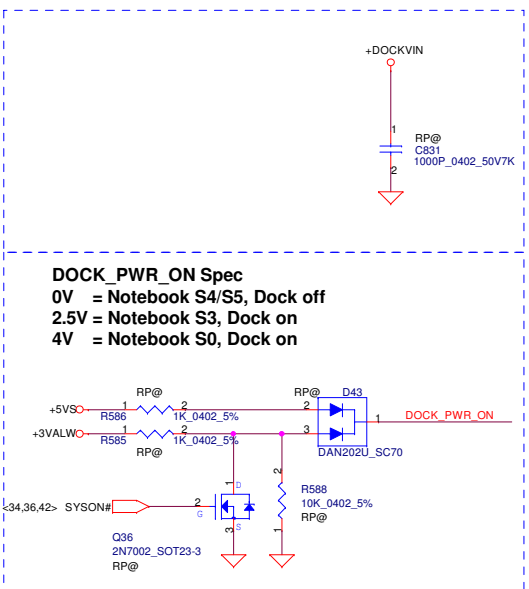 +DOCKVIN
1
RP@
C831
1000P_0402_50V7K
2
DOCK_PWR_ON Spec
0V = Notebook S4/S5, Dock off
2.5V = Notebook S3, Dock on
4V = Notebook S0, Dock on
RP@ RP@ D43
+5VS 1 2 2
R586 1K_0402_5% 1 DOCK_PWR_ON
+3VALW 1 2 3
R585 1K_0402_5% DAN202U_SC70
RP@
1 D 2
R588
10K_0402_5%
RP@
<34,36,42> SYSON# 2
G
3 S 1
Q36
2N7002_SOT23-3
RP@